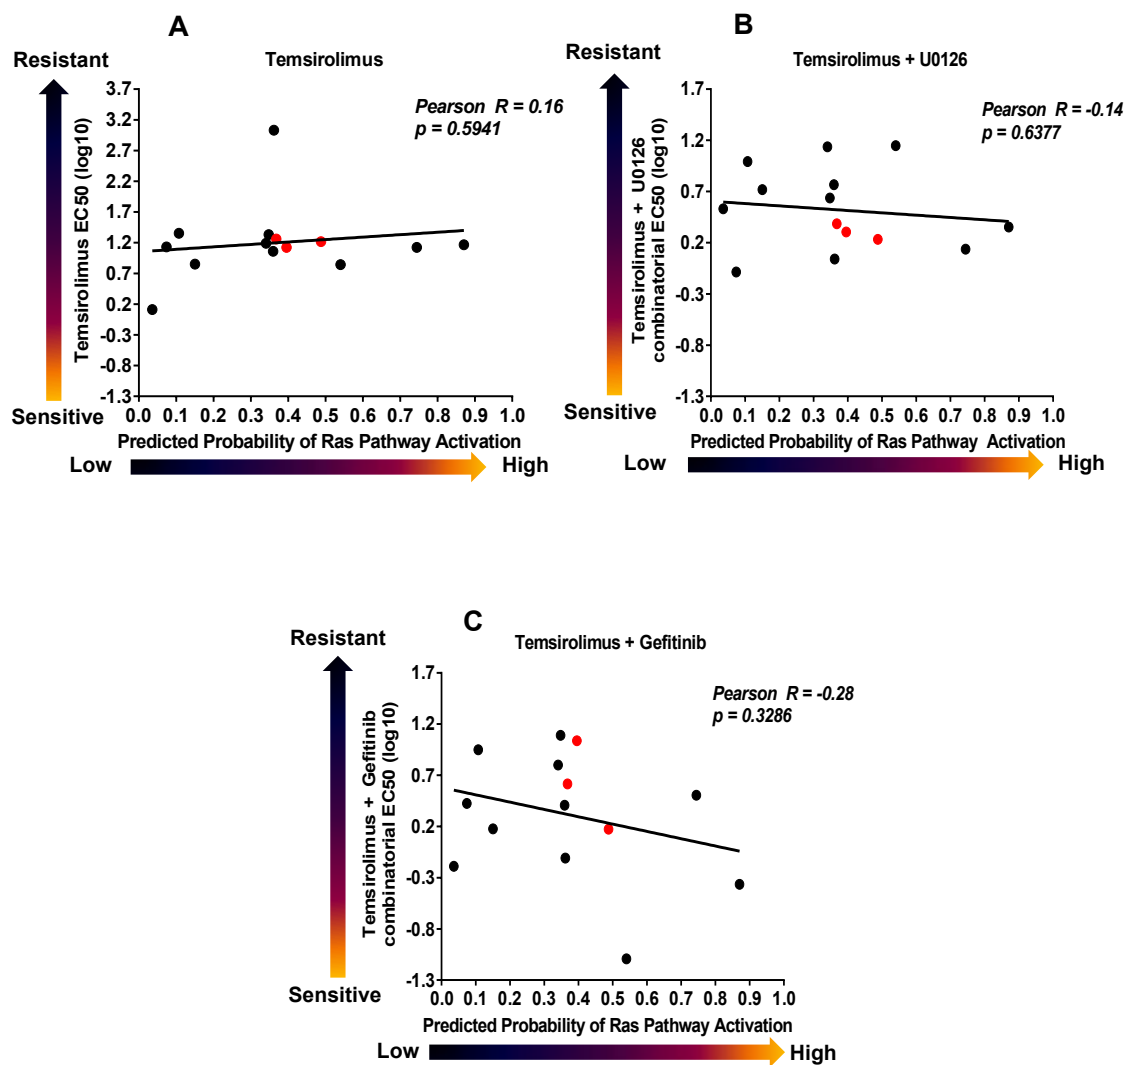 A
Resistant
Temsirolimus
Pearson R = 0.16
p = 0.5941
Temsirolimus EC50 (log10)
3.7
3.2
2.7
2.2
1.7
1.2
0.7
0.2
-0.3
-0.8
-1.3
Sensitive
0.0 0.1 0.2 0.3 0.4 0.5 0.6 0.7 0.8 0.9 1.0
Predicted Probability of Ras Pathway Activation
Low High
B
Resistant
Temsirolimus + U0126
Pearson R = -0.14
p = 0.6377
Temsirolimus + U0126
combinatorial EC50 (log10)
1.7
1.2
0.7
0.2
-0.3
-0.8
-1.3
Sensitive
0.0 0.1 0.2 0.3 0.4 0.5 0.6 0.7 0.8 0.9 1.0
Predicted Probability of Ras Pathway Activation
Low High
C
Resistant
Temsirolimus + Gefitinib
Pearson R = -0.28
p = 0.3286
Temsirolimus + Gefitinib
combinatorial EC50 (log10)
1.7
1.2
0.7
0.2
-0.3
-0.8
-1.3
Sensitive
0.0 0.1 0.2 0.3 0.4 0.5 0.6 0.7 0.8 0.9 1.0
Predicted Probability of Ras Pathway Activation
Low High